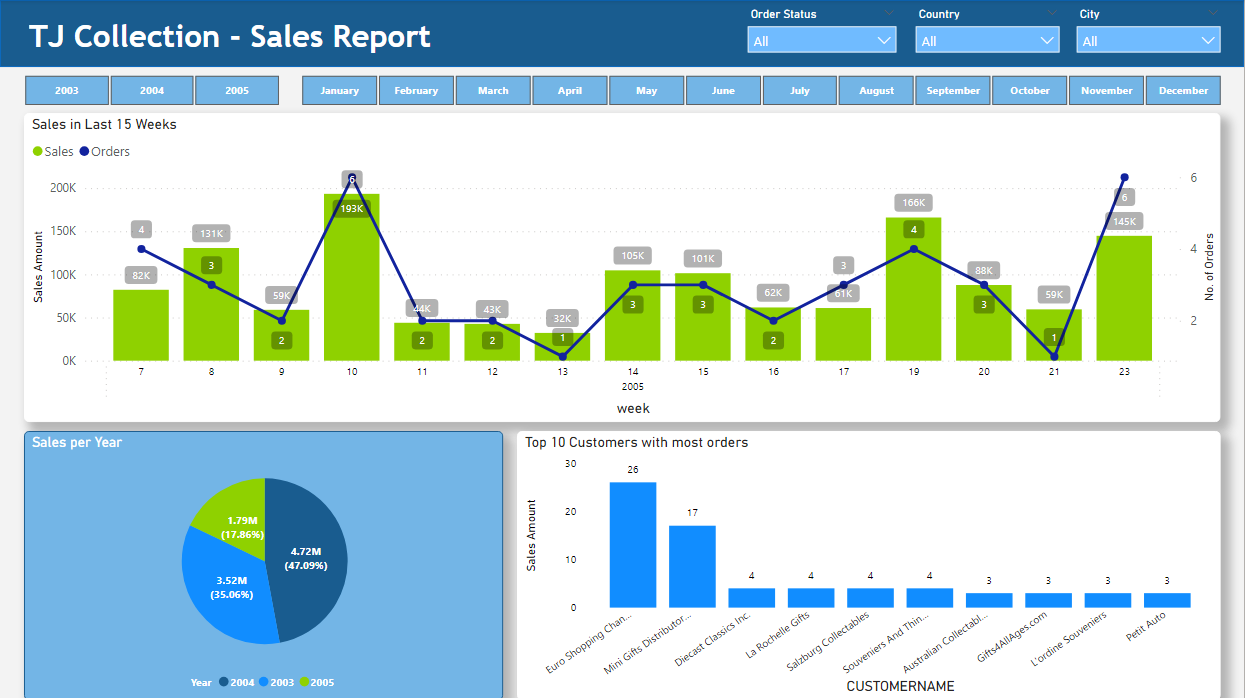 TJ Collection - Sales Report
Order Status Country City
All All All
2003 2004 2005 January February March April May June July August September October November December
Sales in Last 15 Weeks
Sales Orders
Sales Amount
200K
150K
100K
50K
0K
6
4
2
No. of Orders
82K 131K 59K 193K 44K 43K 32K 105K 101K 62K 61K 166K 88K 59K 145K
4 3 2 6 2 2 1 3 3 2 3 4 3 1 6
7 8 9 10 11 12 13 14 15 16 17 19 20 21 23
2005
week
Sales per Year
1.79M
(17.86%)
4.72M
(47.09%)
3.52M
(35.06%)
Year 2004 2003 2005
Top 10 Customers with most orders
Sales Amount
30
20
10
0
26 17 4 4 4 4 3 3 3 3
Euro Shopping Chan...
Mini Gifts Distributor...
Diecast Classics Inc.
La Rochelle Gifts
Salzburg Collectables
Souveniers And Thin...
Australian Collectabl...
Gifts4AllAges.com
L'ordine Souveniers
Petit Auto
CUSTOMERNAME